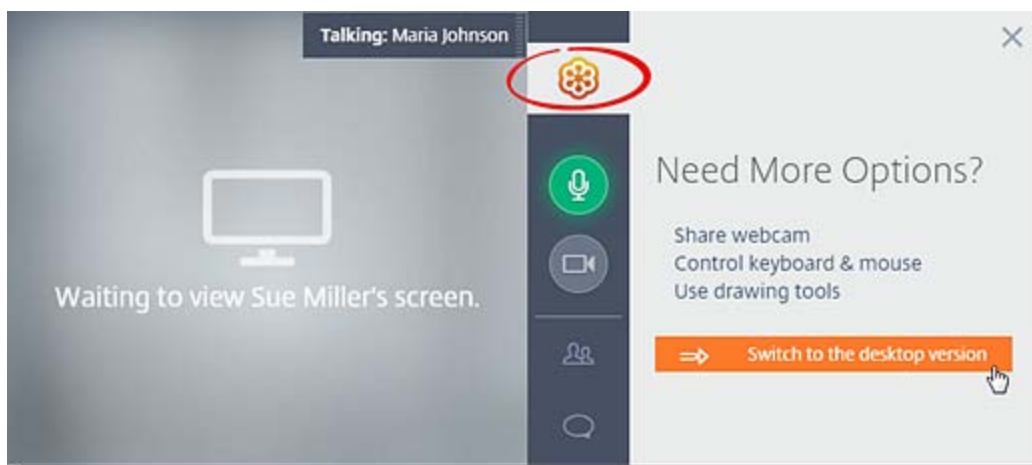 Talking: Maria Johnson
Need More Options?
Share webcam
Control keyboard & mouse
Use drawing tools
Waiting to view Sue Miller's screen.
Switch to the desktop version